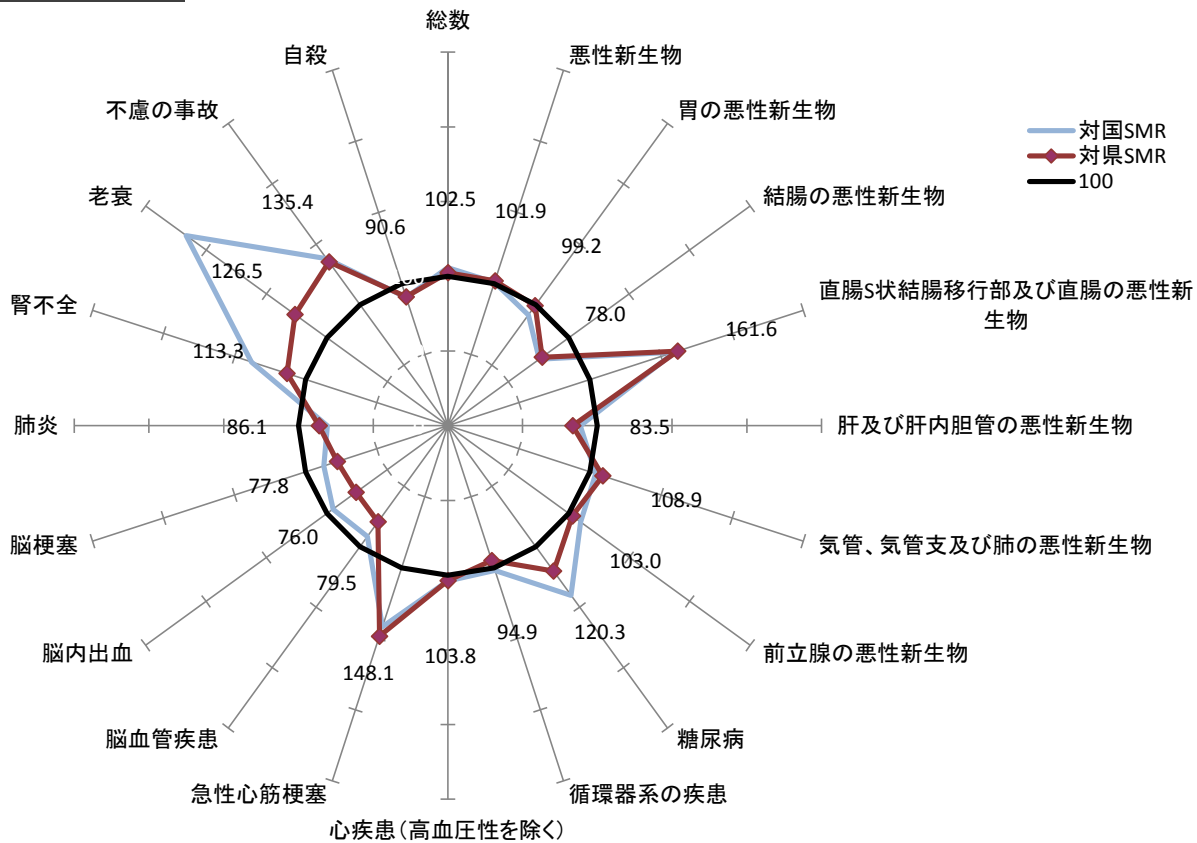 総数
自殺
悪性新生物
不慮の事故
胃の悪性新生物
対国SMR
対県SMR
100
老衰
135.4
90.6
102.5
101.9
99.2
結腸の悪性新生物
126.5
78.0
直腸S状結腸移行部及び直腸の悪性新
生物
腎不全
113.3
161.6
肺炎
86.1
83.5
肝及び肝内胆管の悪性新生物
77.8
108.9
脳梗塞
気管、気管支及び肺の悪性新生物
76.0
103.0
79.5
脳内出血
148.1
103.8
94.9
120.3
前立腺の悪性新生物
脳血管疾患
糖尿病
急性心筋梗塞
循環器系の疾患
心疾患(高血圧性を除く)